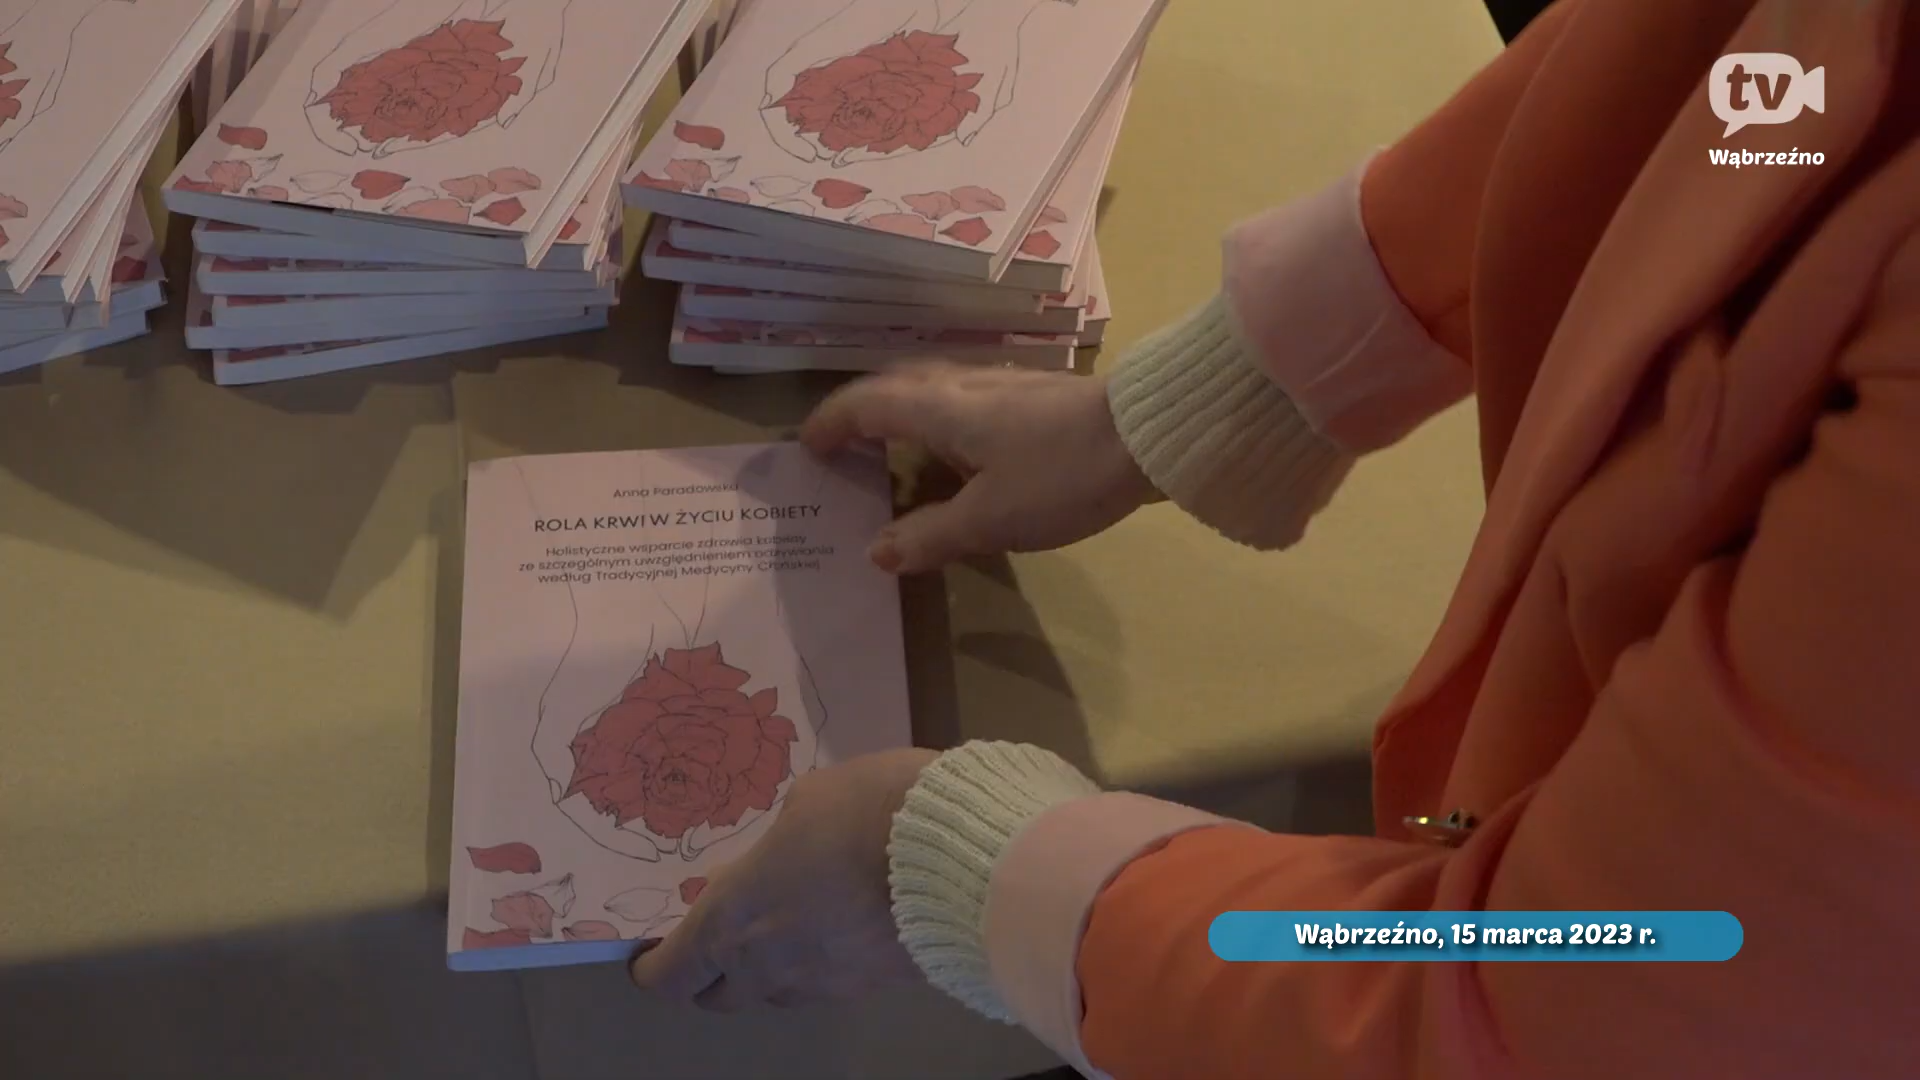 tv
Wąbrzeźno
Anna Paradowska
ROLA KRWI W ŻYCIU KOBIETY
Holistyczne wsparcie zdrowia kobiety
ze szczególnym uwzględnieniem odżywiania
według Tradycyjnej Medycyny Chińskiej
Wąbrzeźno, 15 marca 2023 r.